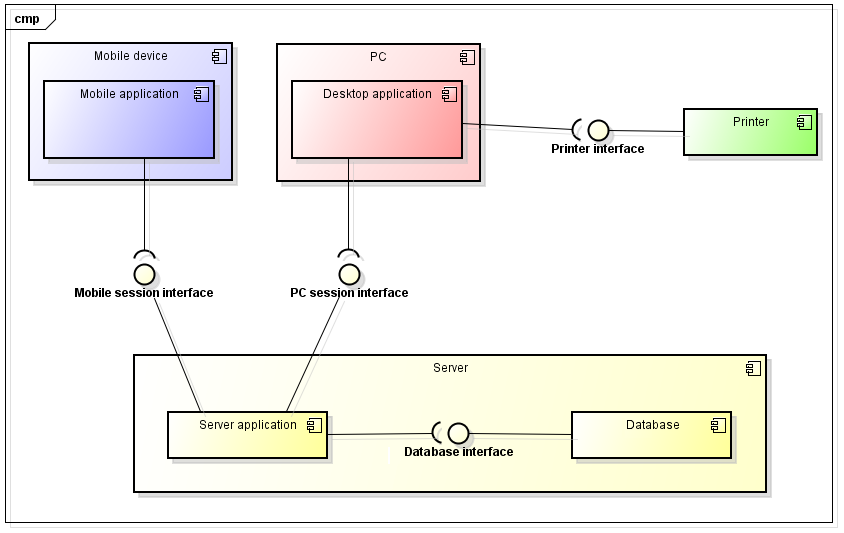 cmp
Mobile device
PC
Mobile application
Desktop application
Printer
Printer interface
Mobile session interface
PC session interface
Server
Server application
Database
Database interface